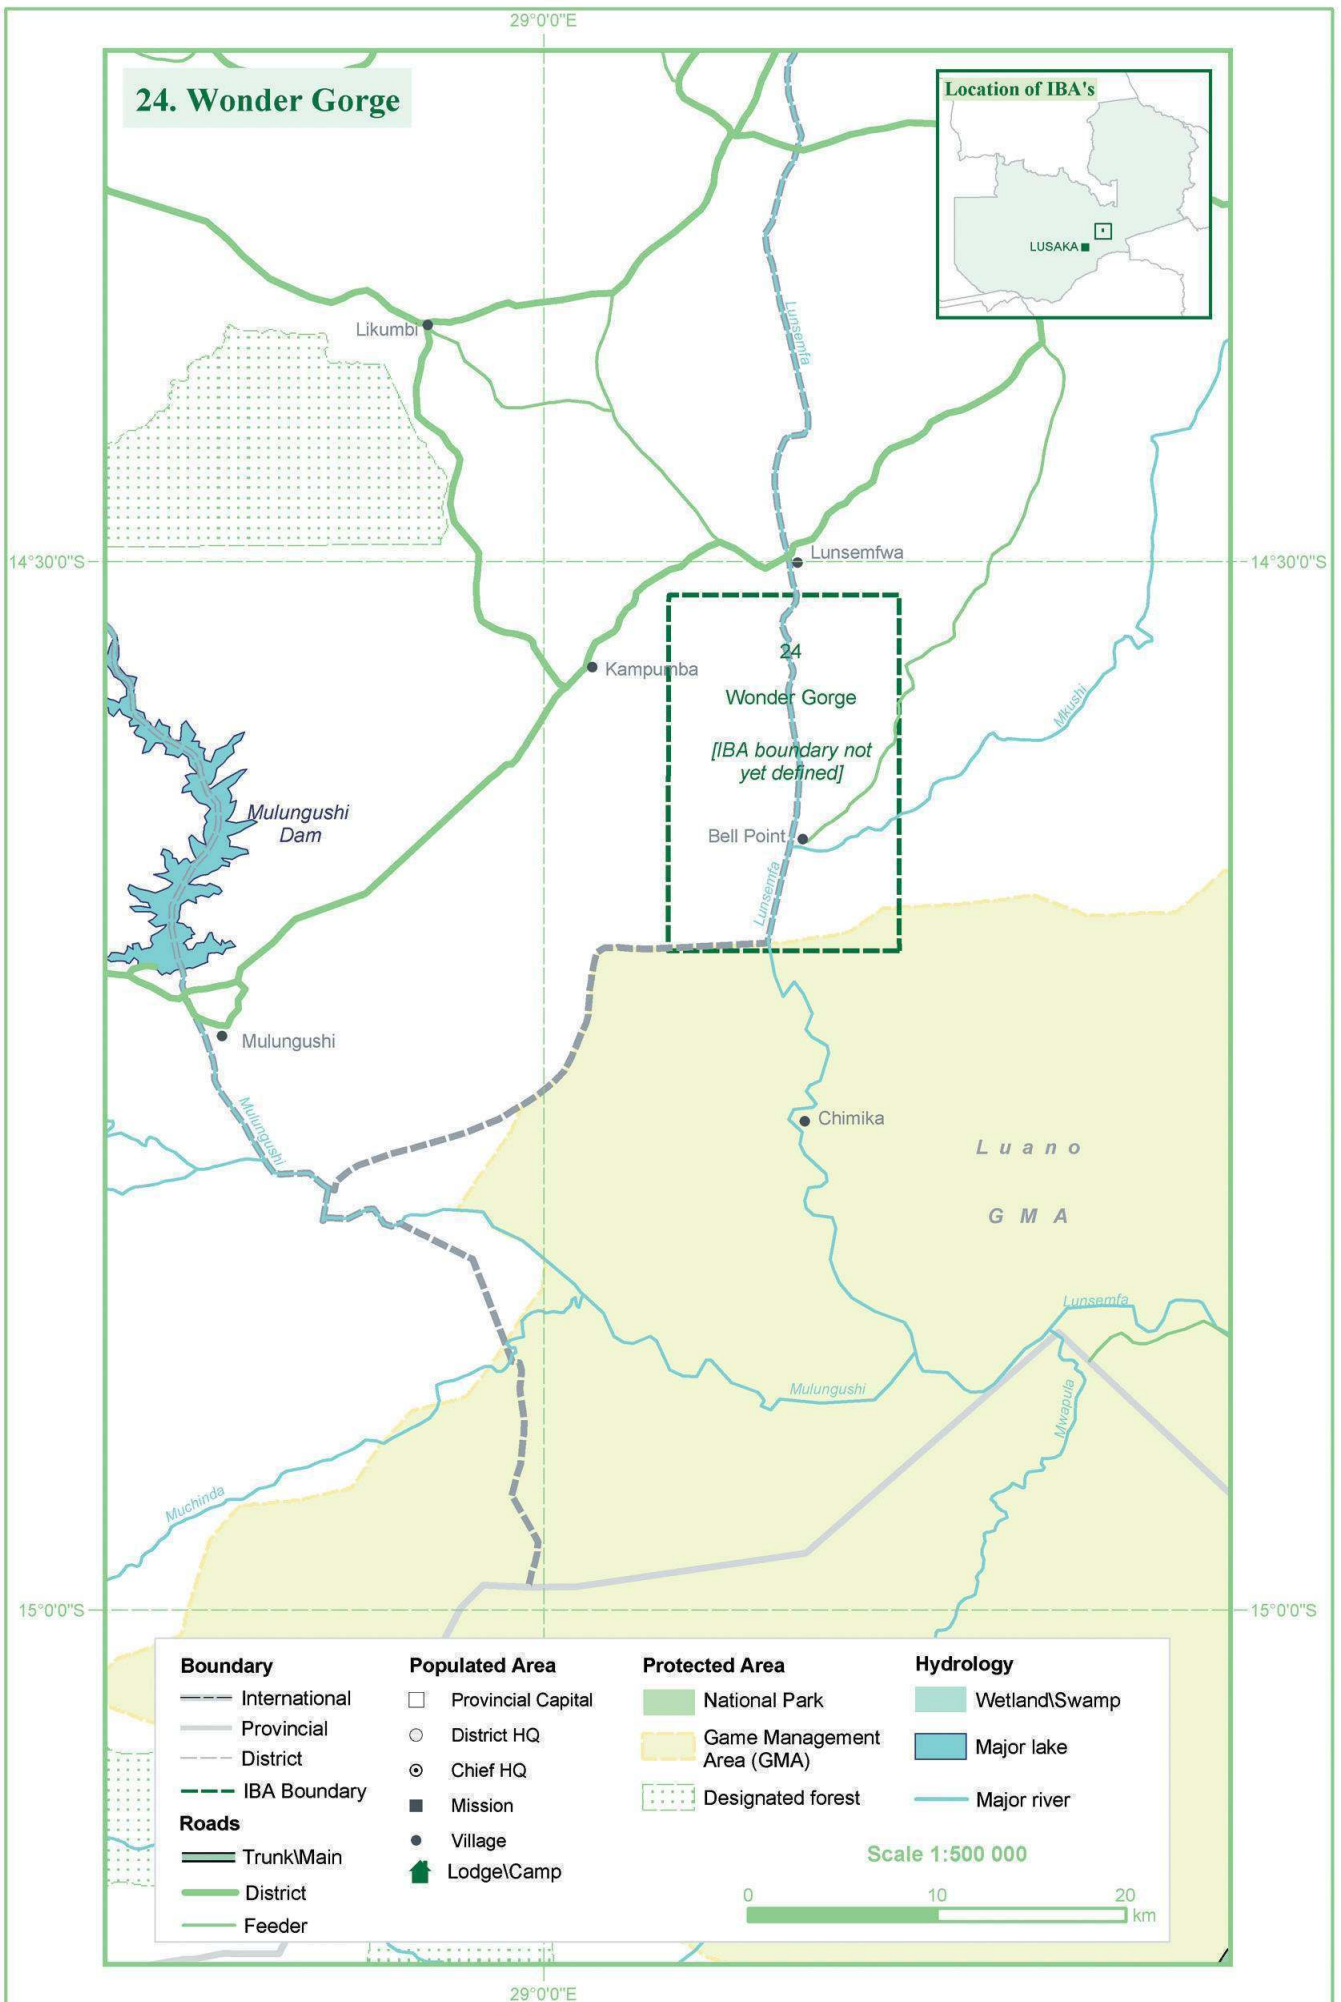 29°0'0"E
24. Wonder Gorge
Location of IBA's
LUSAKA
Lunsemfa
Likumbi
14°30'0"S
14°30'0"S
Lunsemfwa
24
Kampumba
Wonder Gorge
Mkushi
[IBA boundary not
yet defined]
Mulungushi
Dam
Bell Point
Lunsemfa
Mulungushi
Mulungushi
Chimika
Luano
GMA
Lunsemfa
Mulungushi
Mwapula
Muchinda
15°0'0"S
15°0'0"S
Boundary
International
Provincial
District
IBA Boundary
Roads
Trunk\Main
District
Feeder
Populated Area
Provincial Capital
District HQ
Chief HQ
Mission
Village
Lodge\Camp
Protected Area
National Park
Game Management
Area (GMA)
Designated forest
Hydrology
Wetland\Swamp
Major lake
Major river
Scale 1:500 000
0 10 20
km
29°0'0"E